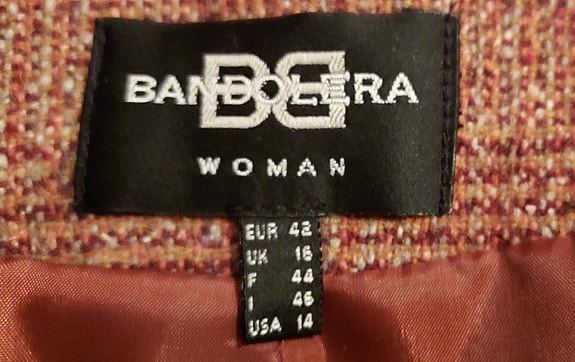 BANDOLERA
WOMAN
EUR 42
UK 16
F 44
I 46
USA 14